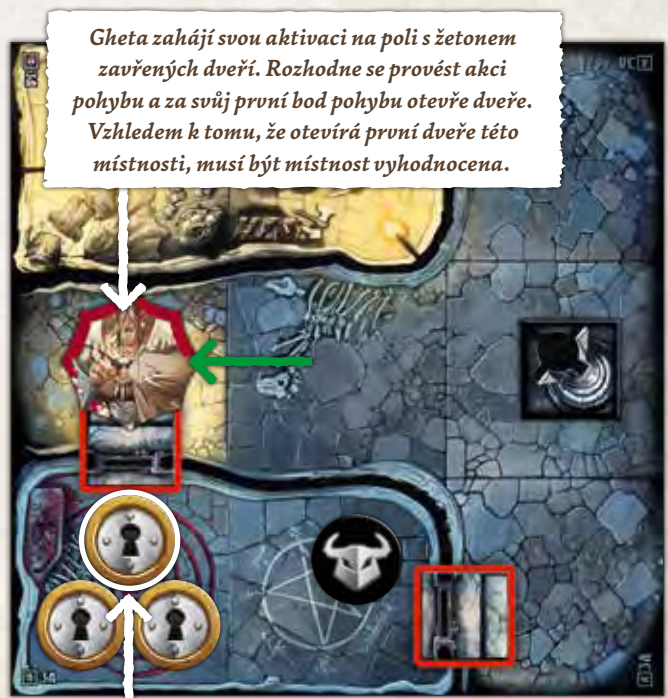 Gheta zahájí svou aktivaci na poli s žetonem
zavřených dveří. Rozhodne se provést akci
pohybu a za svůj první bod pohybu otevře dveře.
Vzhledem k tomu, že otevírá první dveře této
místnosti, musí být místnost vyhodnocena.